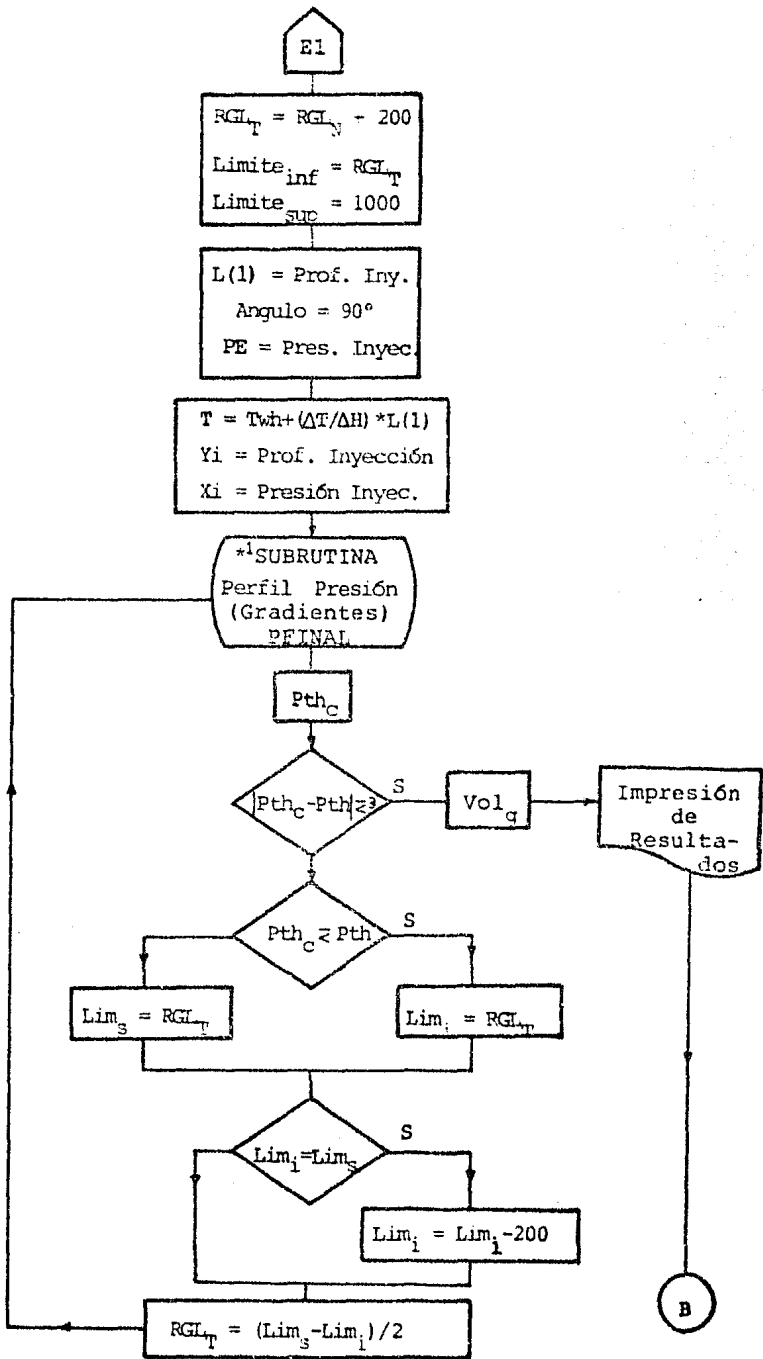 E1
RGL_T = RGL_N - 200
Limite_inf = RGL_T
Limite_sup = 1000
L(1) = Prof. Iny.
Angulo = 90°
PE = Pres. Inyec.
T = Twh+(ΔT/ΔH)*L(1)
Yi = Prof. Inyección
Xi = Presión Inyec.
*¹SUBRUTINA
Perfil Presión
(Gradientes)
PFINAL
Pth_c
|Pth_c-Pth|
S
Vol_g
Impresión
de
Resulta-
dos
Pth_c Pth
S
Lim_s = RGL_T
Lim_i = RGL_T
Lim_i=Lim_s
S
Lim_i = Lim_i-200
RGL_T = (Lim_s-Lim_i)/2
B